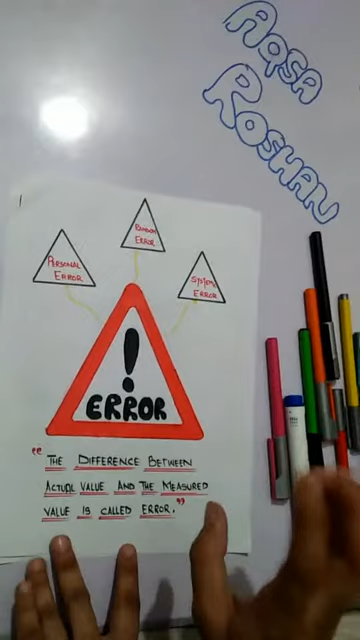 AQSA
ROSHAN
RANDOM
ERROR
PERSONAL
ERROR
SYSTEM
ERROR
!
ERROR
"THE DIFFERENCE BETWEEN
ACTUAL VALUE AND THE MEASURED
VALUE IS CALLED ERROR."